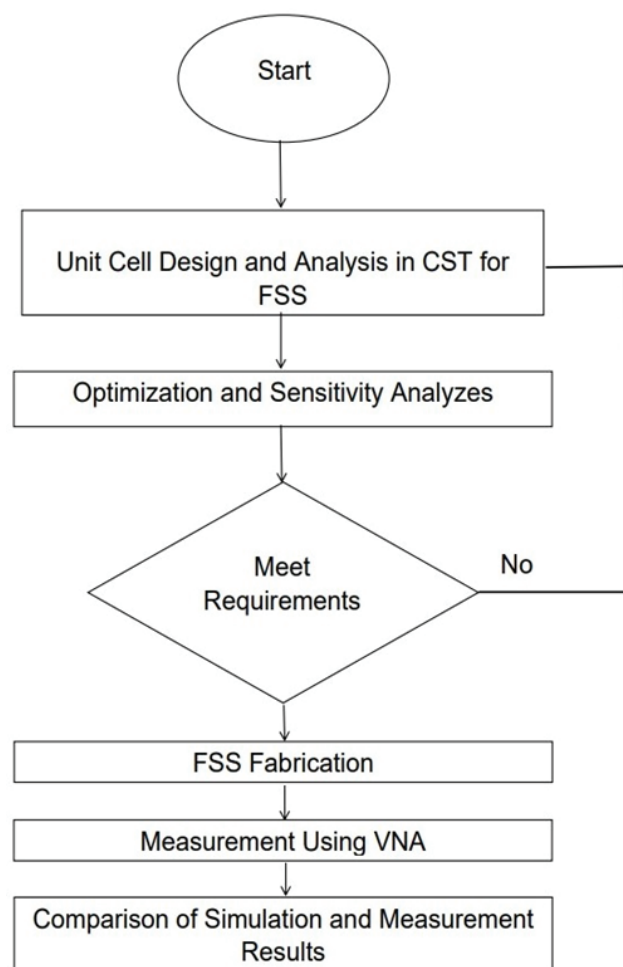 Start
Unit Cell Design and Analysis in CST for
FSS
Optimization and Sensitivity Analyzes
Meet
Requirements
No
FSS Fabrication
Measurement Using VNA
Comparison of Simulation and Measurement
Results